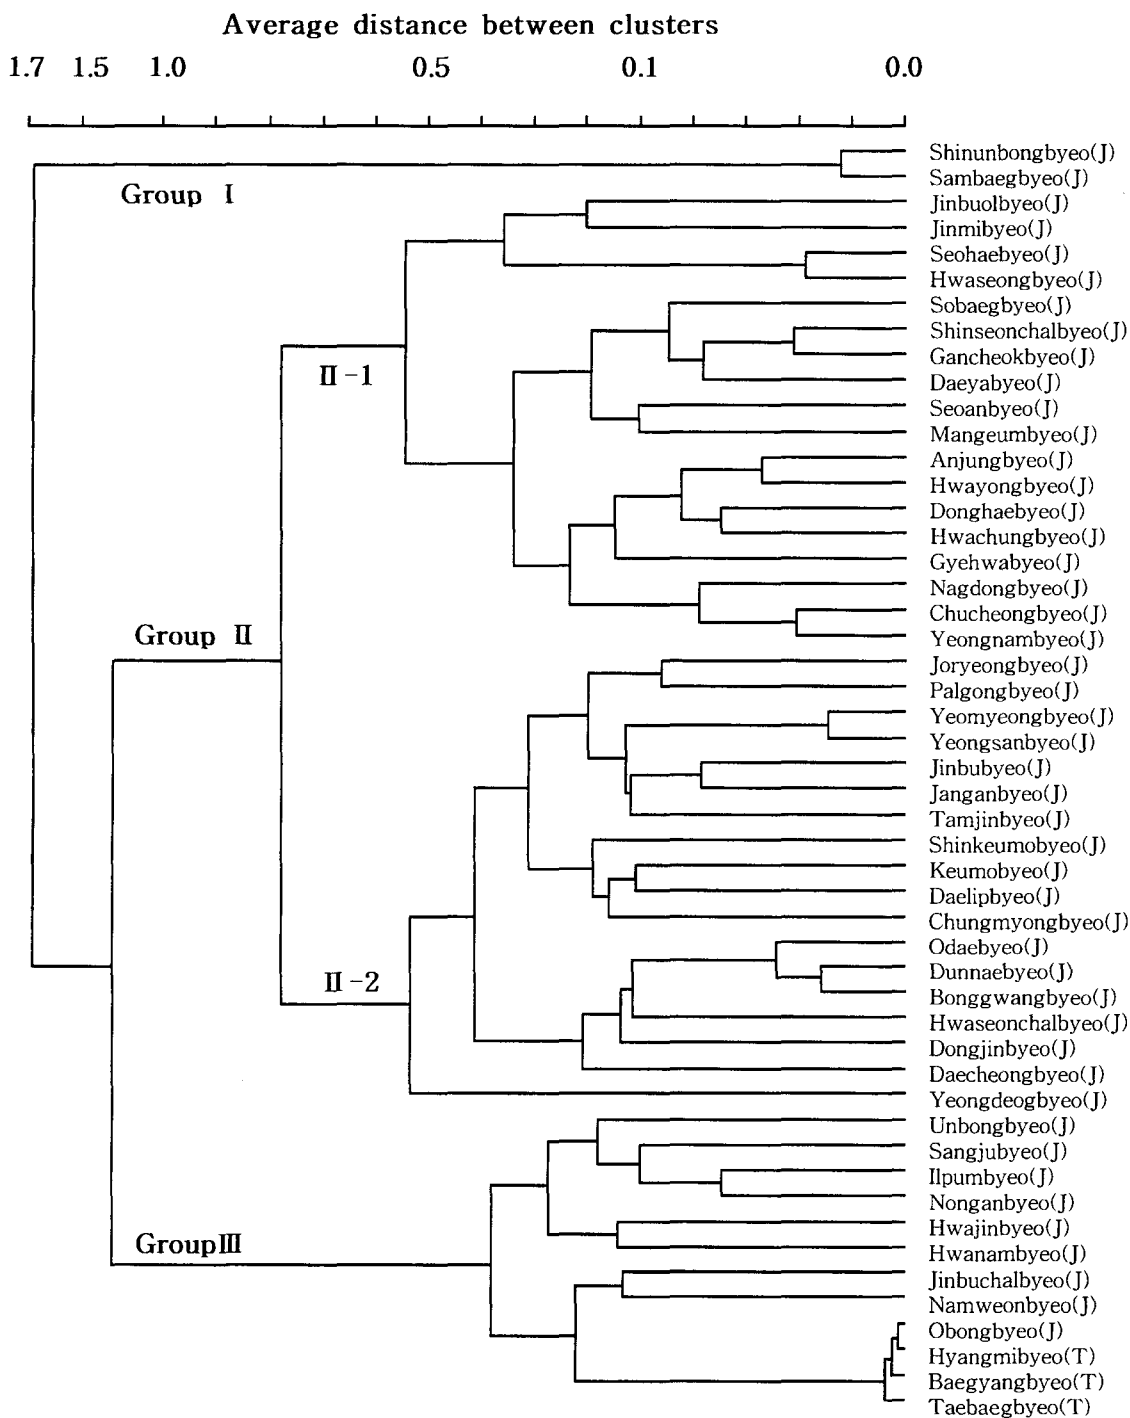 Average distance between clusters
1.7 1.5 1.0 0.5 0.1 0.0
Shinunbongbyeo(J)
Sambaegbyeo(J)
Group Ⅰ
Jinbuolbyeo(J)
Jinmibyeo(J)
Seohaebyeo(J)
Hwaseongbyeo(J)
Sobaegbyeo(J)
Shinseonchalbyeo(J)
Gancheokbyeo(J)
Ⅱ-1
Daeyabyeo(J)
Seoanbyeo(J)
Mangeumbyeo(J)
Anjungbyeo(J)
Hwayongbyeo(J)
Donghaebyeo(J)
Hwachungbyeo(J)
Gyehwabyeo(J)
Nagdongbyeo(J)
Chucheongbyeo(J)
Group Ⅱ
Yeongnambyeo(J)
Joryeongbyeo(J)
Palgongbyeo(J)
Yeomyeongbyeo(J)
Yeongsanbyeo(J)
Jinbubyeo(J)
Janganbyeo(J)
Tamjinbyeo(J)
Shinkeumobyeo(J)
Keumobyeo(J)
Daelipbyeo(J)
Chungmyongbyeo(J)
Odaebyeo(J)
Dunnaebyeo(J)
Ⅱ-2
Bonggwangbyeo(J)
Hwaseonchalbyeo(J)
Dongjinbyeo(J)
Daecheongbyeo(J)
Yeongdeogbyeo(J)
Unbongbyeo(J)
Sangjubyeo(J)
Ilpumbyeo(J)
Nonganbyeo(J)
Hwajinbyeo(J)
GroupⅢ
Hwanambyeo(J)
Jinbuchalbyeo(J)
Namweonbyeo(J)
Obongbyeo(J)
Hyangmibyeo(T)
Baegyangbyeo(T)
Taebaegbyeo(T)